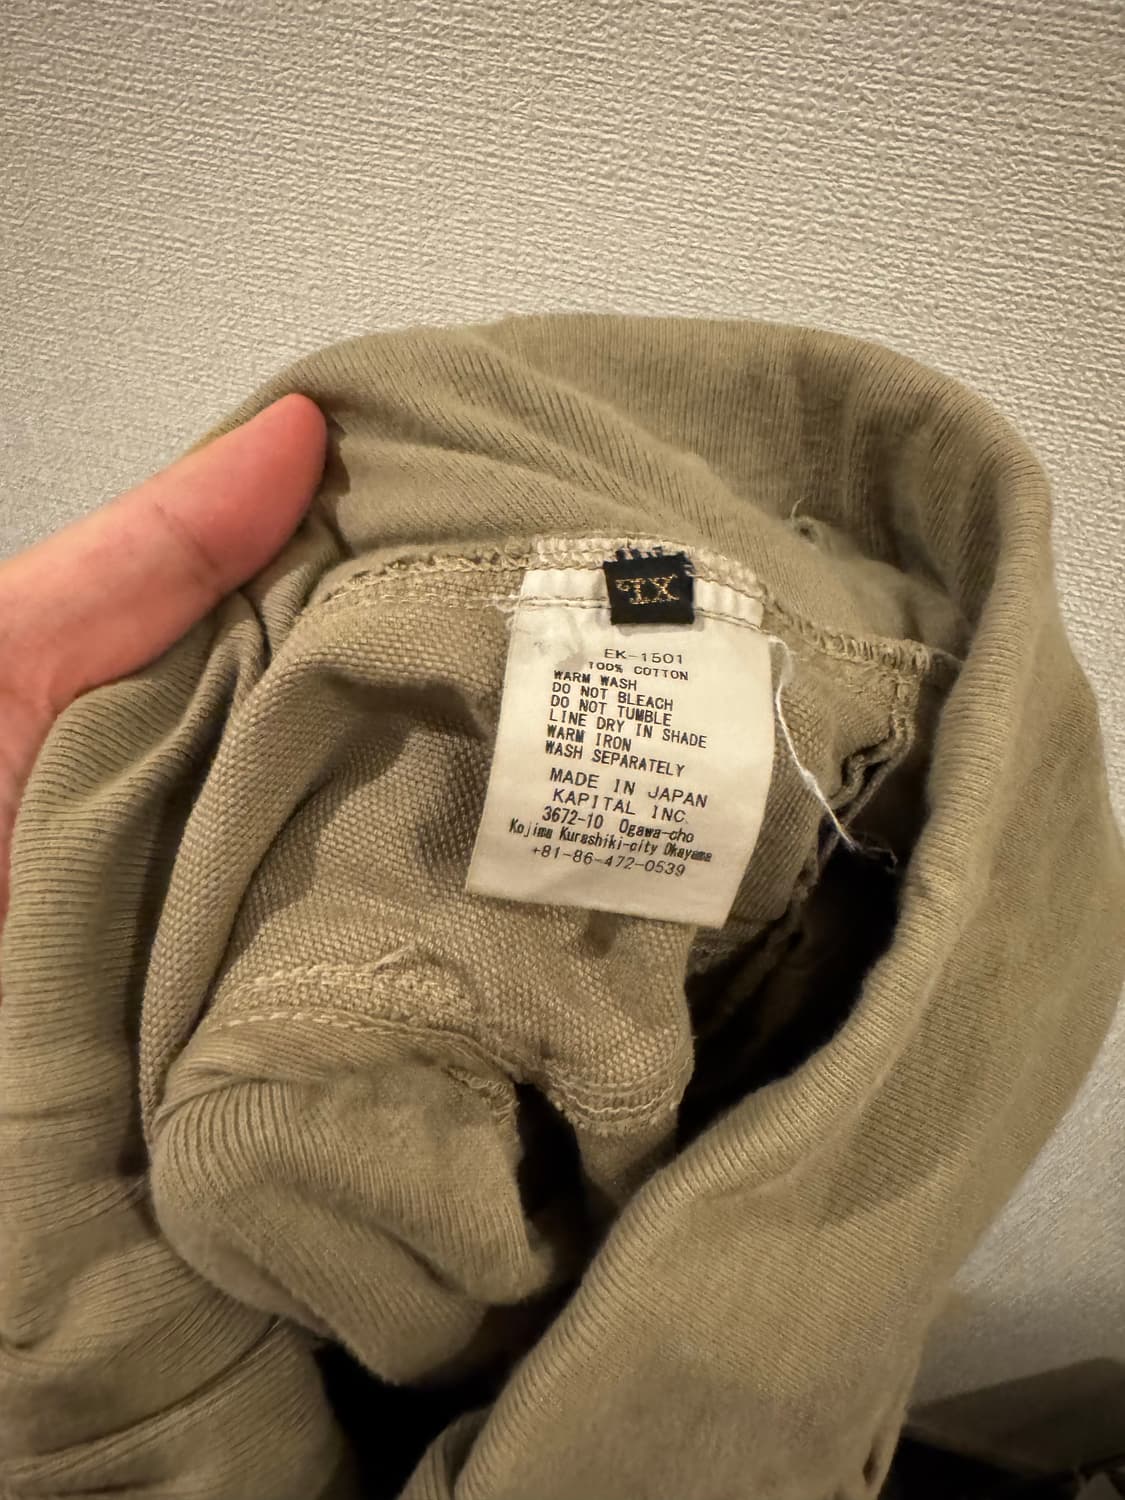 XL
EK-1501
100% COTTON
WARM WASH
DO NOT BLEACH
DO NOT TUMBLE
LINE DRY IN SHADE
WARM IRON
WASH SEPARATELY
MADE IN JAPAN
KAPITAL INC.
3672-10 Ogawa-cho
Kojima Kurashiki-city Okayama
+81-86-472-0539